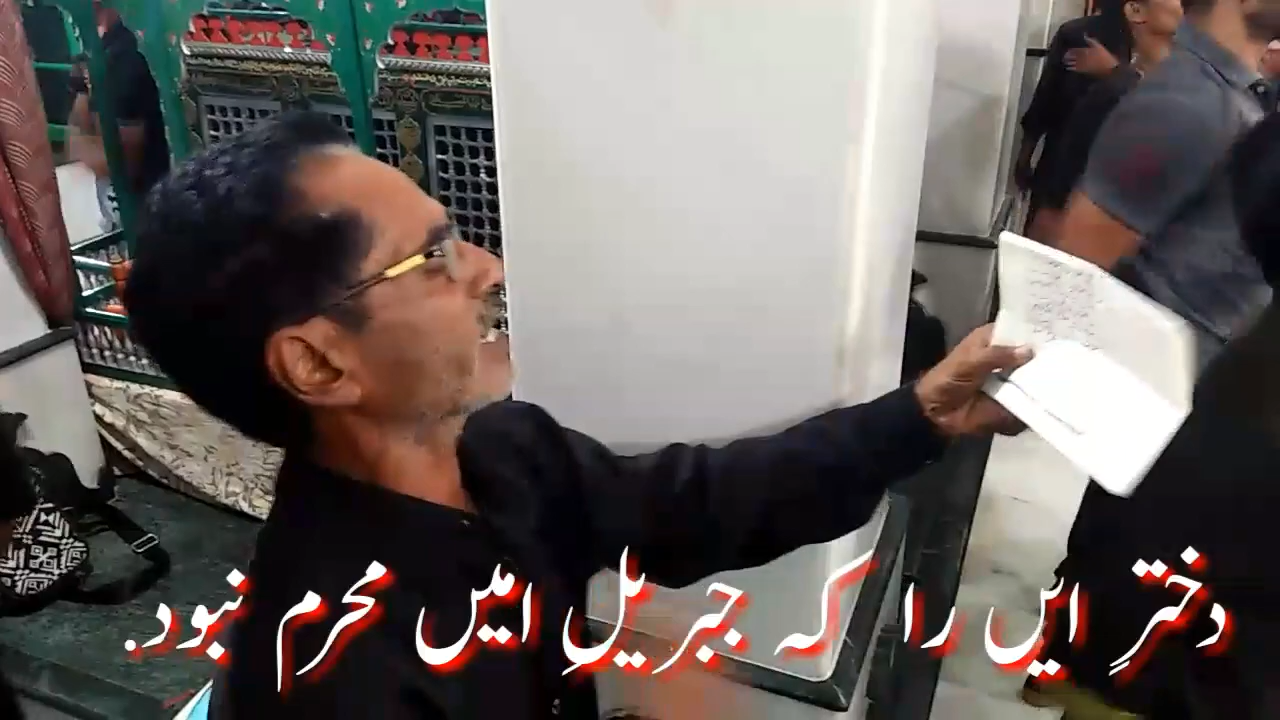 دخترِ ایں را کہ جبریلِ امیں محرم نبود.